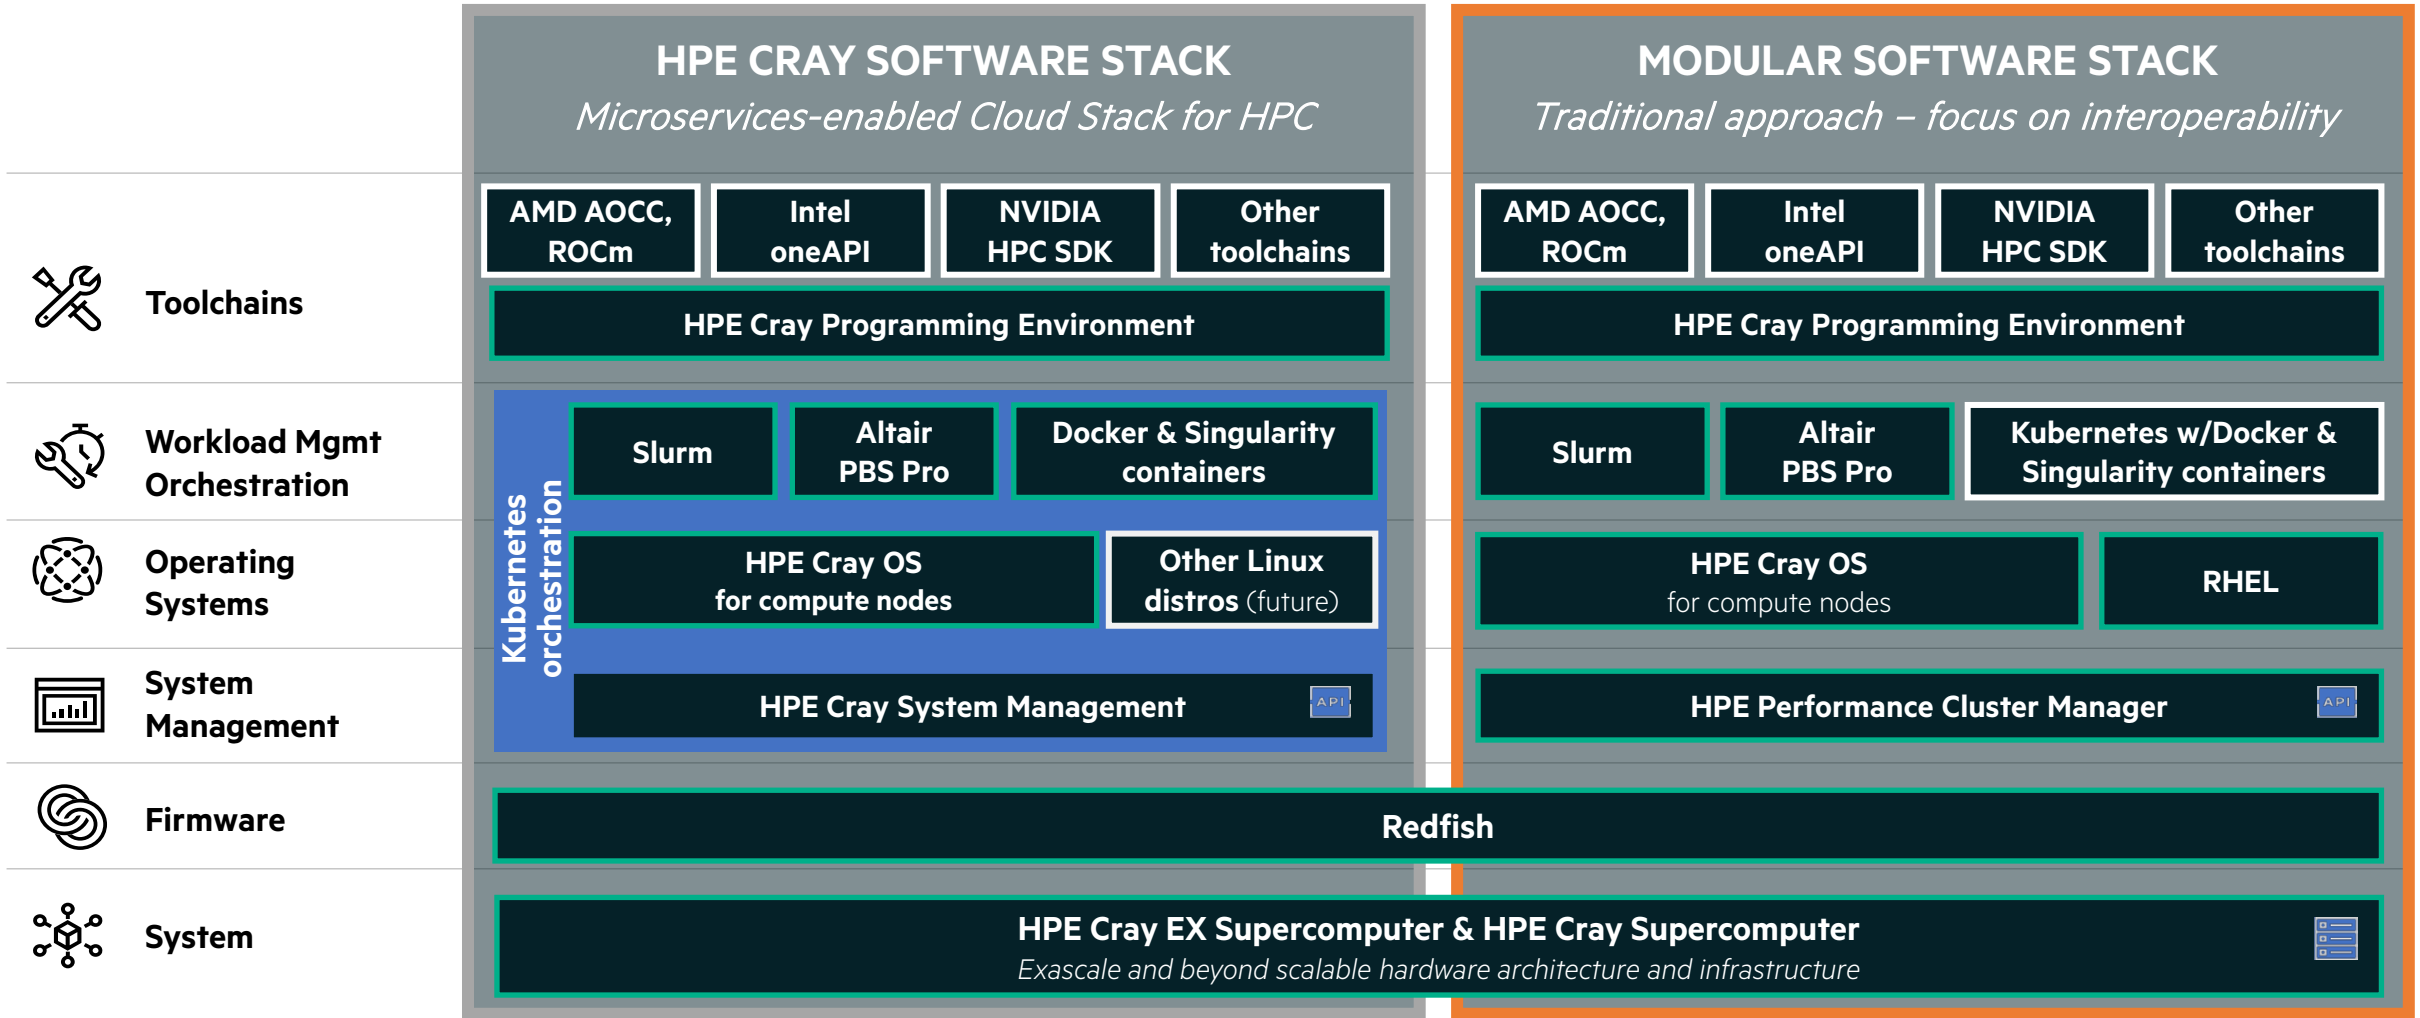 HPE CRAY SOFTWARE STACK
Microservices-enabled Cloud Stack for HPC
MODULAR SOFTWARE STACK
Traditional approach – focus on interoperability
Toolchains
AMD AOCC,
ROCm
Intel
oneAPI
NVIDIA
HPC SDK
Other
toolchains
HPE Cray Programming Environment
AMD AOCC,
ROCm
Intel
oneAPI
NVIDIA
HPC SDK
Other
toolchains
HPE Cray Programming Environment
Workload Mgmt
Orchestration
Kubernetes
orchestration
Slurm
Altair
PBS Pro
Docker & Singularity
containers
Slurm
Altair
PBS Pro
Kubernetes w/Docker &
Singularity containers
Operating
Systems
HPE Cray OS
for compute nodes
Other Linux
distros (future)
HPE Cray OS
for compute nodes
RHEL
System
Management
HPE Cray System Management
API
HPE Performance Cluster Manager
API
Firmware
Redfish
System
HPE Cray EX Supercomputer & HPE Cray Supercomputer
Exascale and beyond scalable hardware architecture and infrastructure